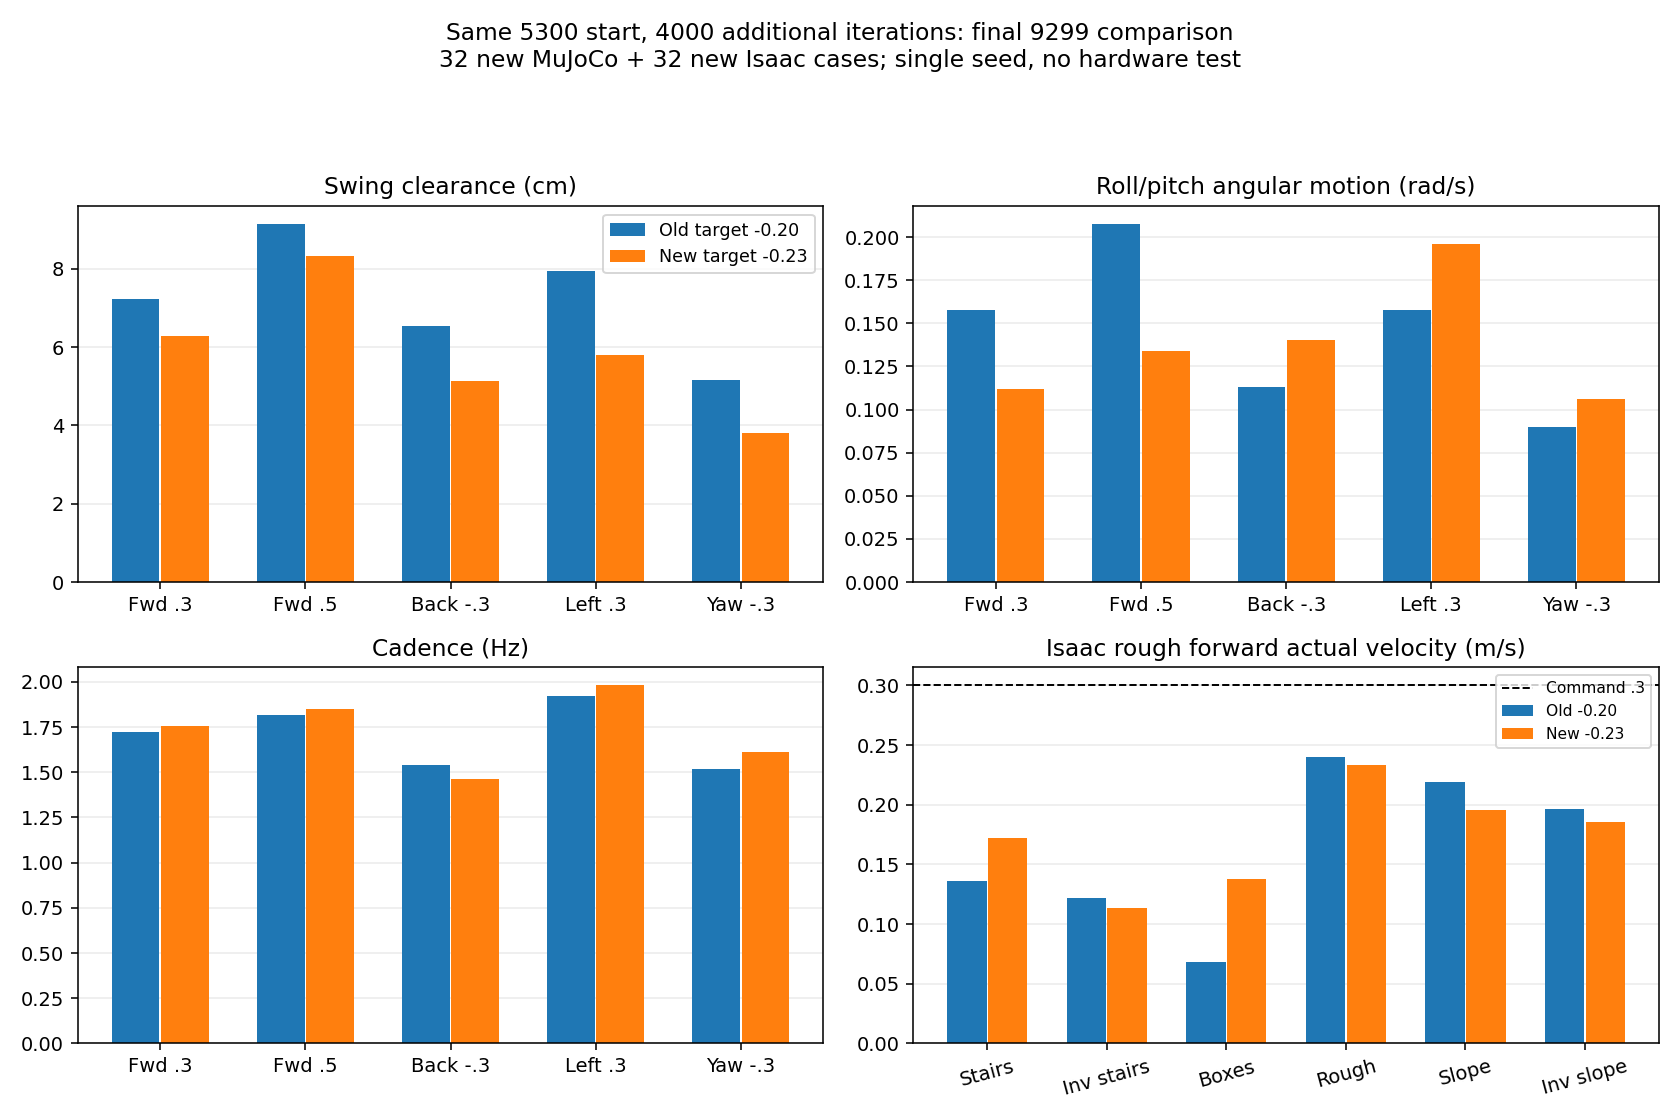 Same 5300 start, 4000 additional iterations: final 9299 comparison
32 new MuJoCo + 32 new Isaac cases; single seed, no hardware test
Swing clearance (cm)
Old target -0.20
New target -0.23
8
6
4
2
0
Fwd .3
Fwd .5
Back -.3
Left .3
Yaw -.3
Roll/pitch angular motion (rad/s)
0.200
0.175
0.150
0.125
0.100
0.075
0.050
0.025
0.000
Fwd .3
Fwd .5
Back -.3
Left .3
Yaw -.3
Cadence (Hz)
2.00
1.75
1.50
1.25
1.00
0.75
0.50
0.25
0.00
Fwd .3
Fwd .5
Back -.3
Left .3
Yaw -.3
Isaac rough forward actual velocity (m/s)
Command .3
Old -0.20
New -0.23
0.30
0.25
0.20
0.15
0.10
0.05
0.00
Stairs
Inv stairs
Boxes
Rough
Slope
Inv slope